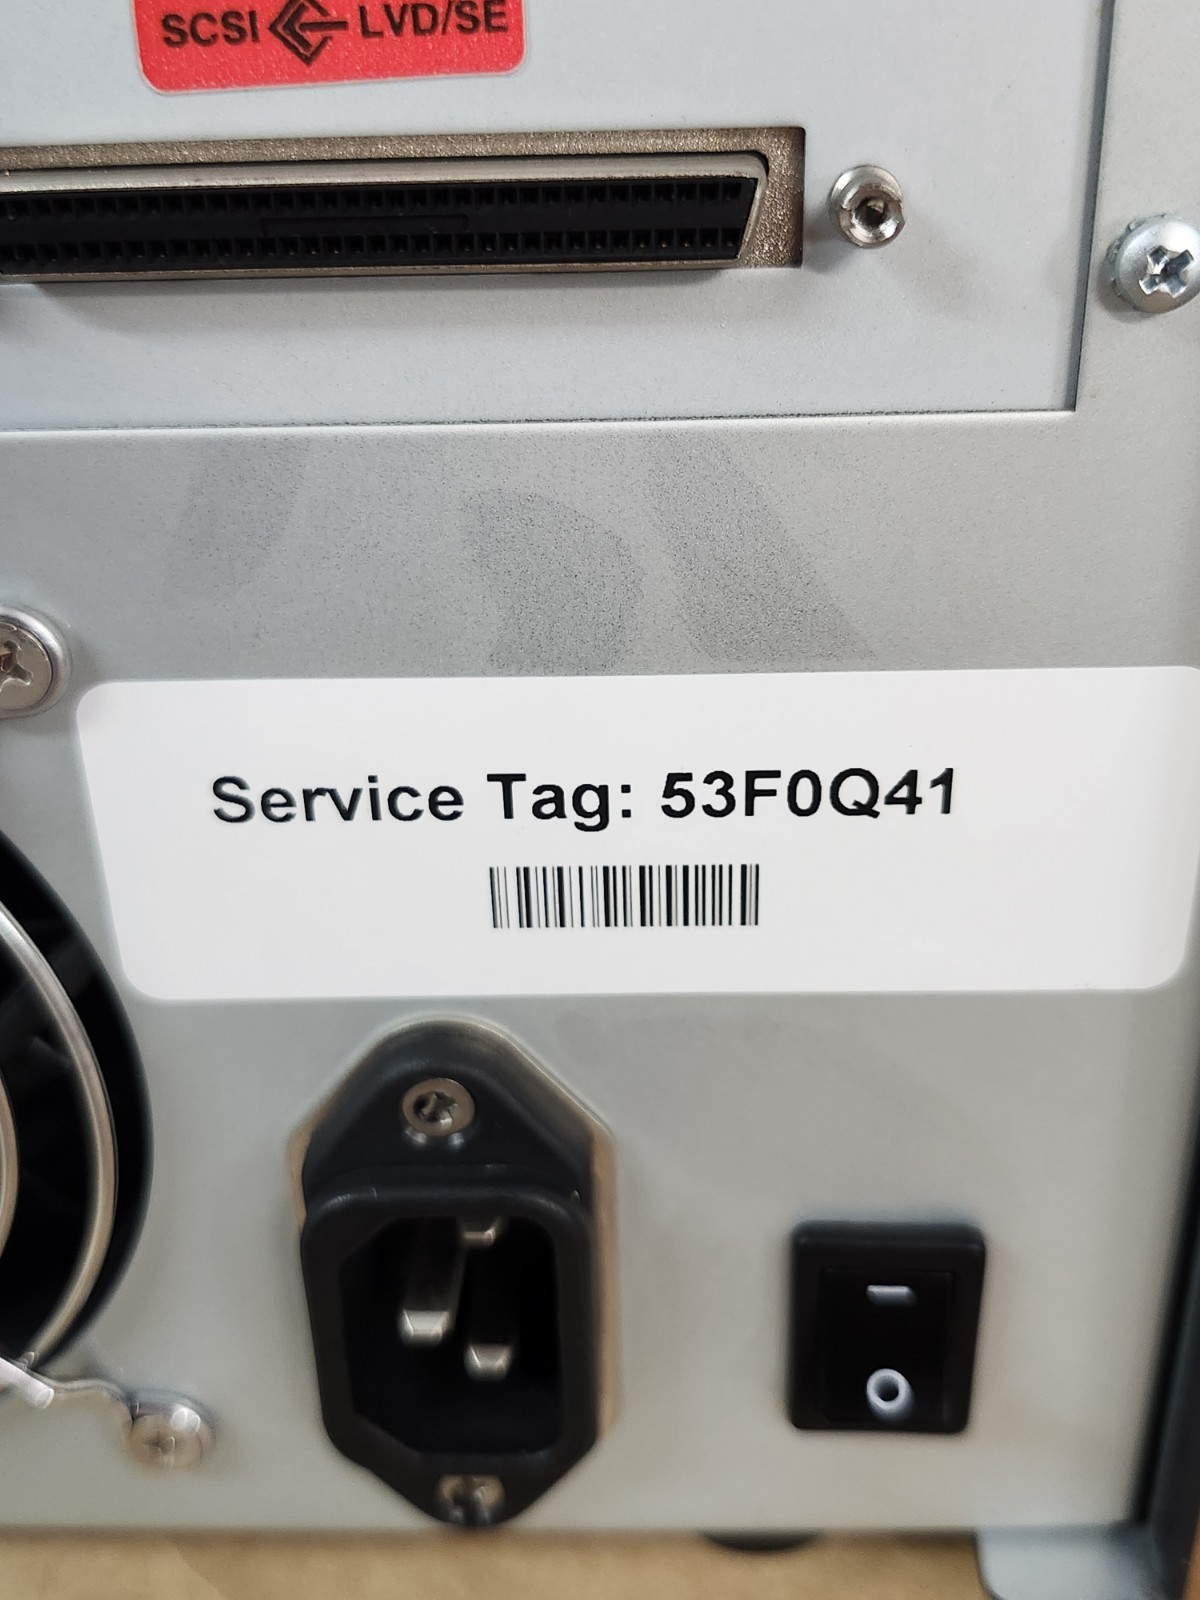 SCSI LVD/SE
Service Tag: 53F0Q41